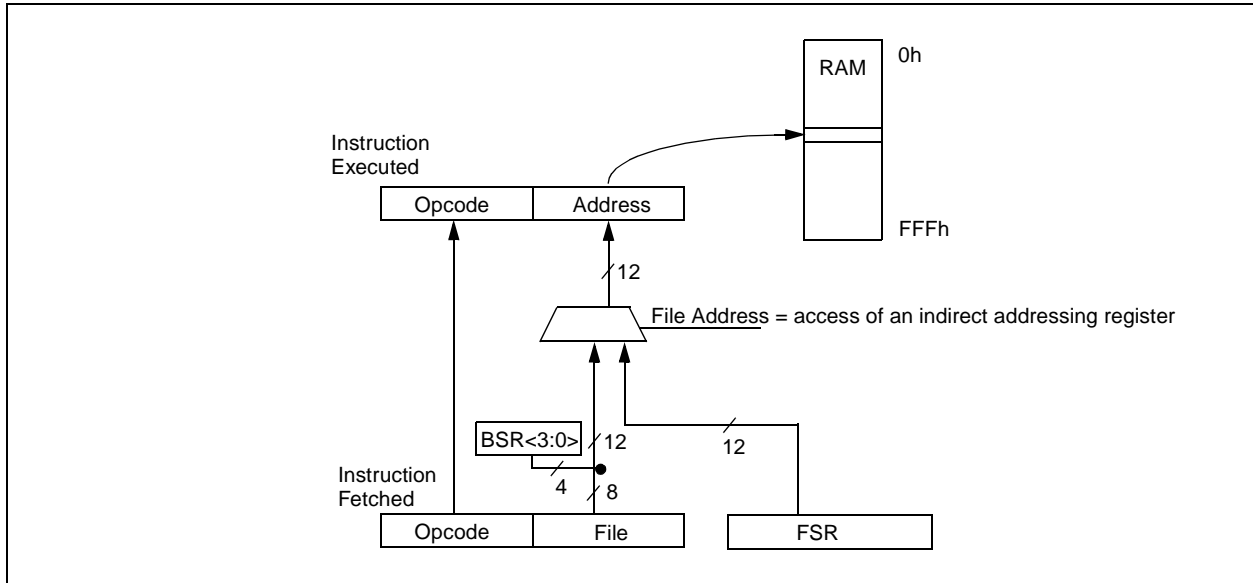 RAM
0h
Instruction
Executed
Opcode
Address
FFFh
12
File Address = access of an indirect addressing register
BSR<3:0>
12
12
Instruction
Fetched
4
8
Opcode
File
FSR